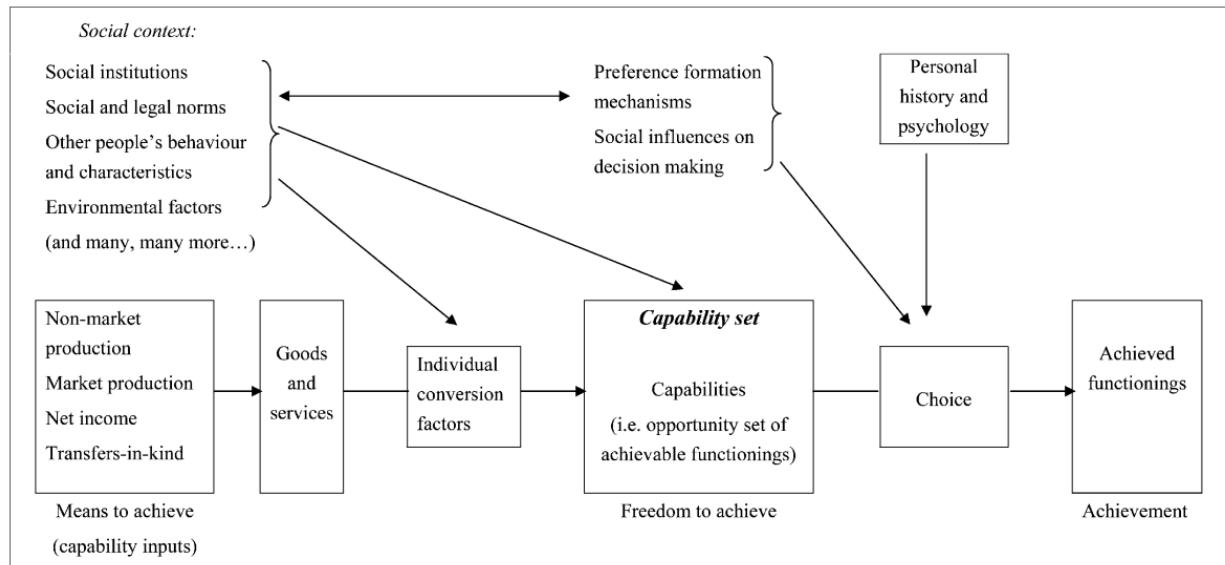 Social context:
Social institutions
Social and legal norms
Other people's behaviour
and characteristics
Environmental factors
(and many, many more…)
Preference formation
mechanisms
Social influences on
decision making
Personal
history and
psychology
Non-market
production
Market production
Net income
Transfers-in-kind
Goods
and
services
Individual
conversion
factors
Capability set
Capabilities
(i.e. opportunity set of
achievable functionings)
Choice
Achieved
functionings
Means to achieve
(capability inputs)
Freedom to achieve
Achievement